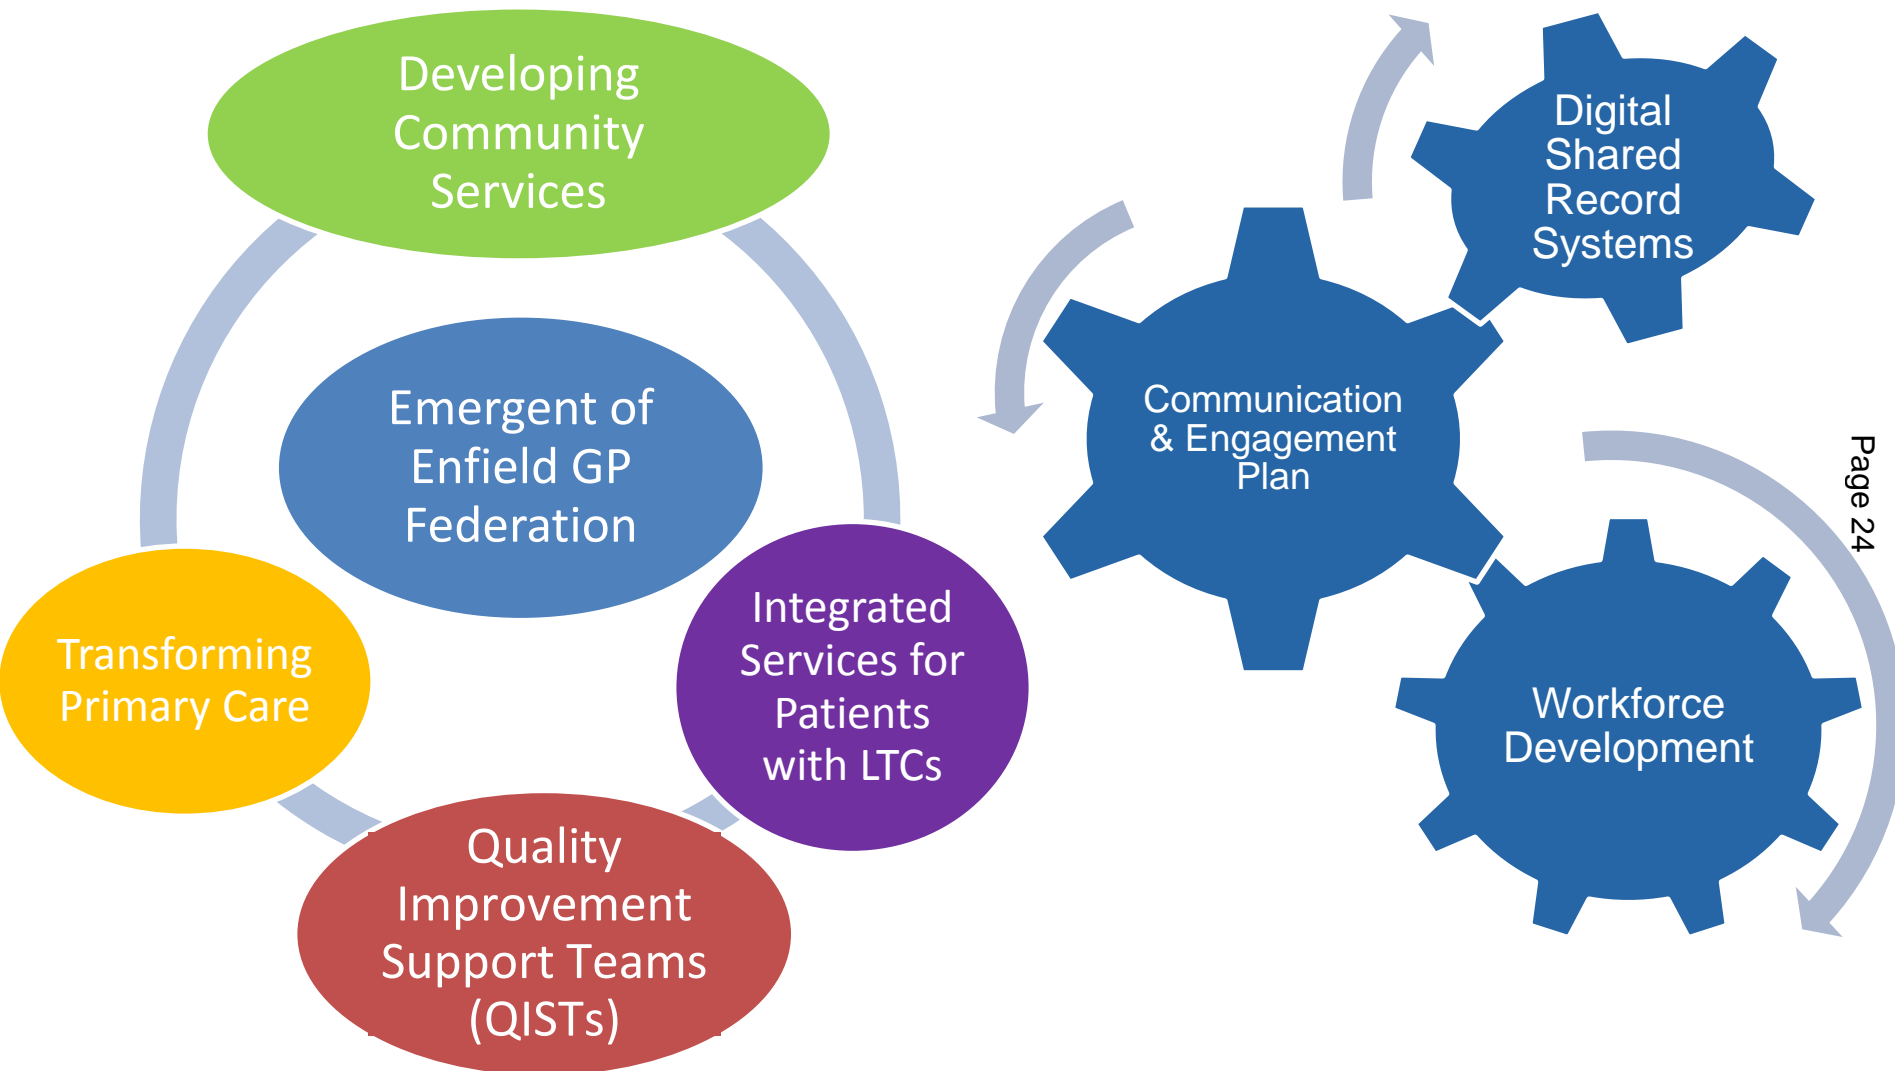 Developing
Community
Services
Emergent of
Enfield GP
Federation
Transforming
Primary Care
Integrated
Services for
Patients
with LTCs
Quality
Improvement
Support Teams
(QISTs)
Digital
Shared
Record
Systems
Communication
& Engagement
Plan
Workforce
Development
Page 24